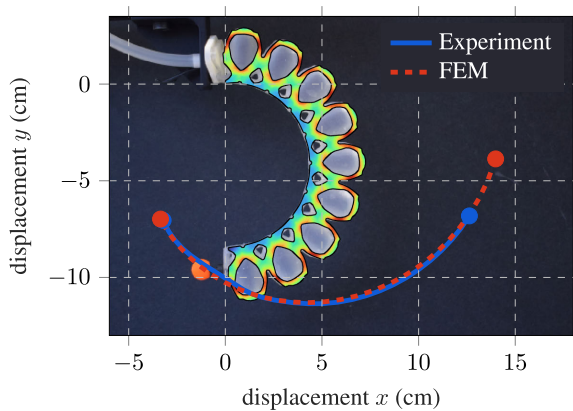 Experiment
FEM
0
−5
−10
displacement y (cm)
−5
0
5
10
15
displacement x (cm)